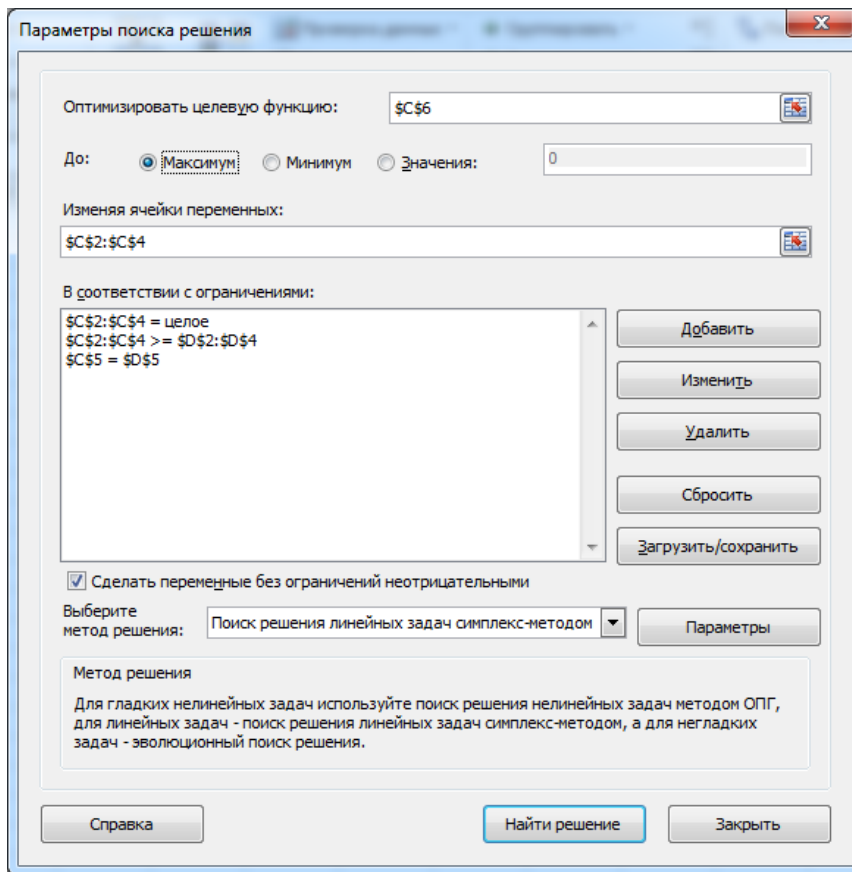 Параметры поиска решения
Оптимизировать целевую функцию:
$C$6
До:
Максимум
Минимум
Значения:
0
Изменяя ячейки переменных:
$C$2:$C$4
В соответствии с ограничениями:
$C$2:$C$4 = целое
$C$2:$C$4 >= $D$2:$D$4
$C$5 = $D$5
Добавить
Изменить
Удалить
Сбросить
Загрузить/сохранить
Сделать переменные без ограничений неотрицательными
Выберите
метод решения:
Поиск решения линейных задач симплекс-методом
Параметры
Метод решения
Для гладких нелинейных задач используйте поиск решения нелинейных задач методом ОПГ,
для линейных задач - поиск решения линейных задач симплекс-методом, а для негладких
задач - эволюционный поиск решения.
Справка
Найти решение
Закрыть